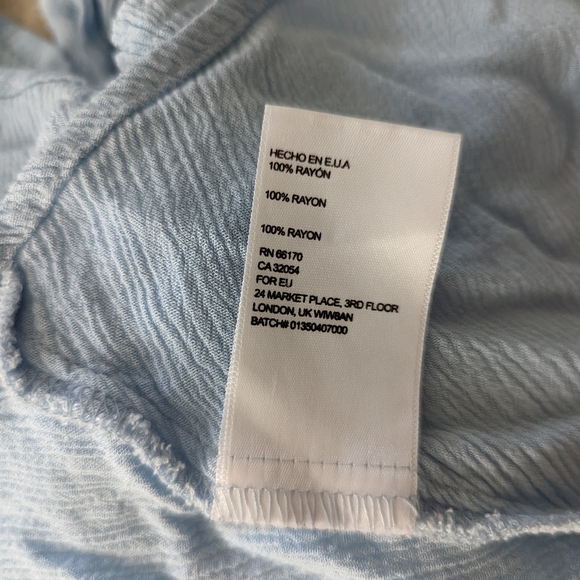 HECHO EN E.U.A
100% RAYÓN
100% RAYON
100% RAYON
RN 66170
CA 32054
FOR EU
24 MARKET PLACE, 3RD FLOOR
LONDON, UK WIW8AN
BATCH# 01350407000